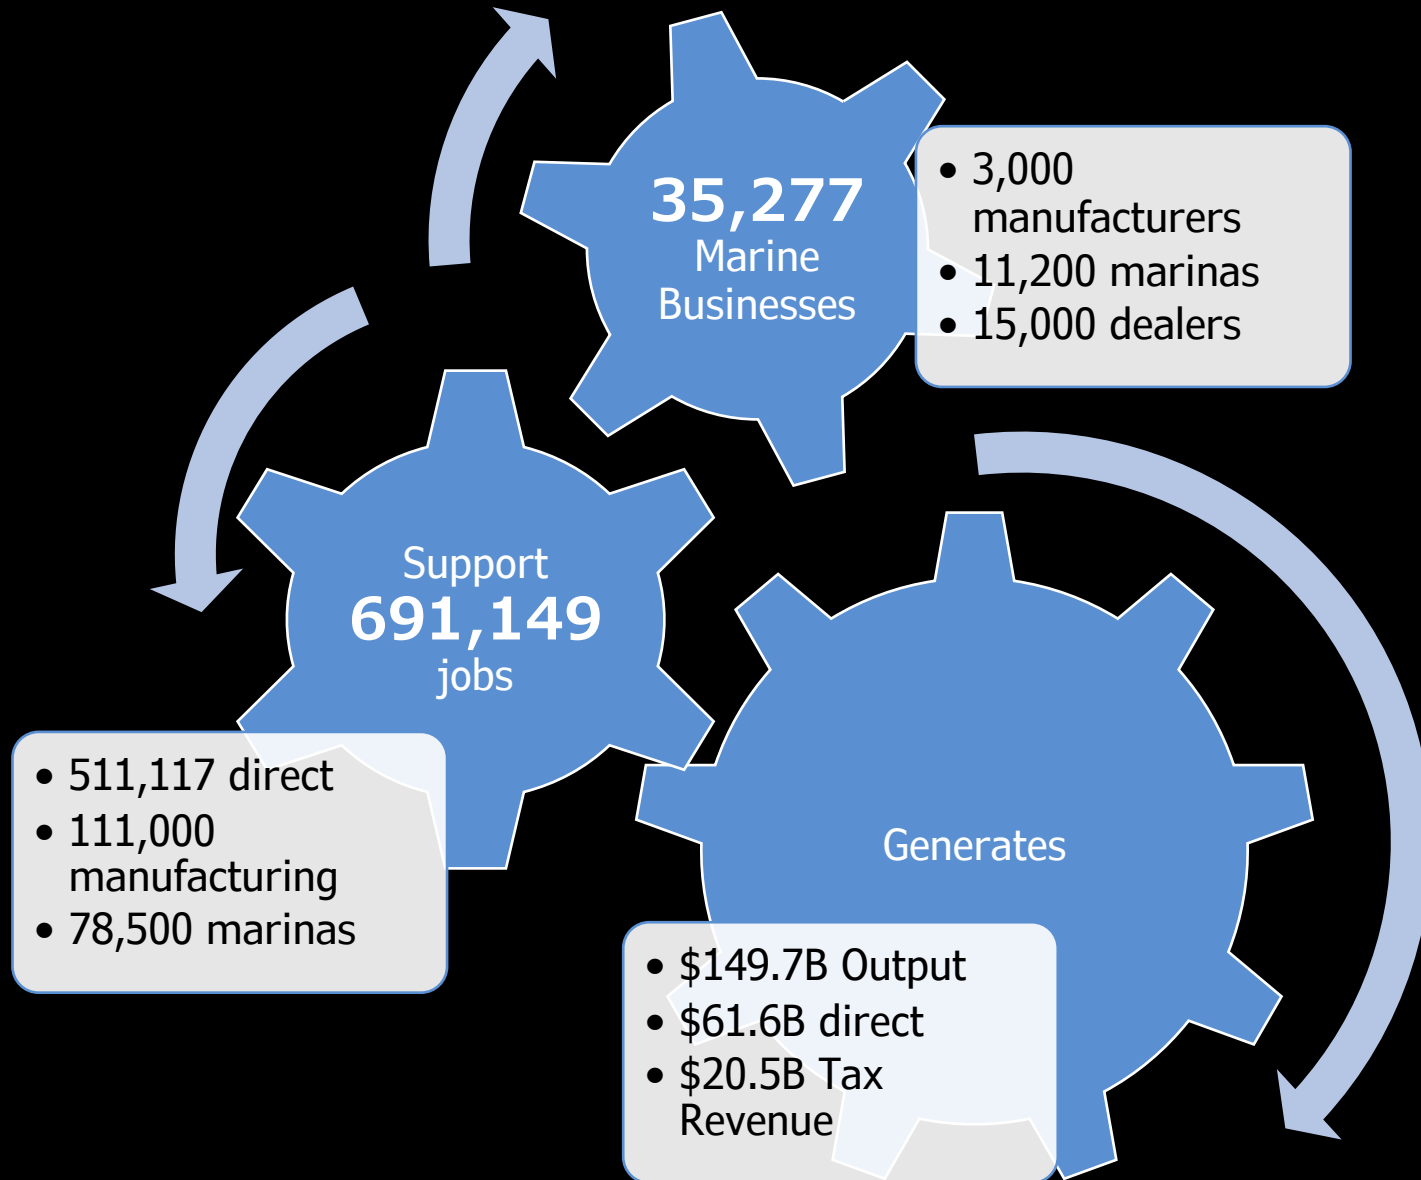 35,277
Marine
Businesses
• 3,000
manufacturers
• 11,200 marinas
• 15,000 dealers
Support
691,149
jobs
• 511,117 direct
• 111,000
manufacturing
• 78,500 marinas
Generates
• $149.7B Output
• $61.6B direct
• $20.5B Tax
Revenue